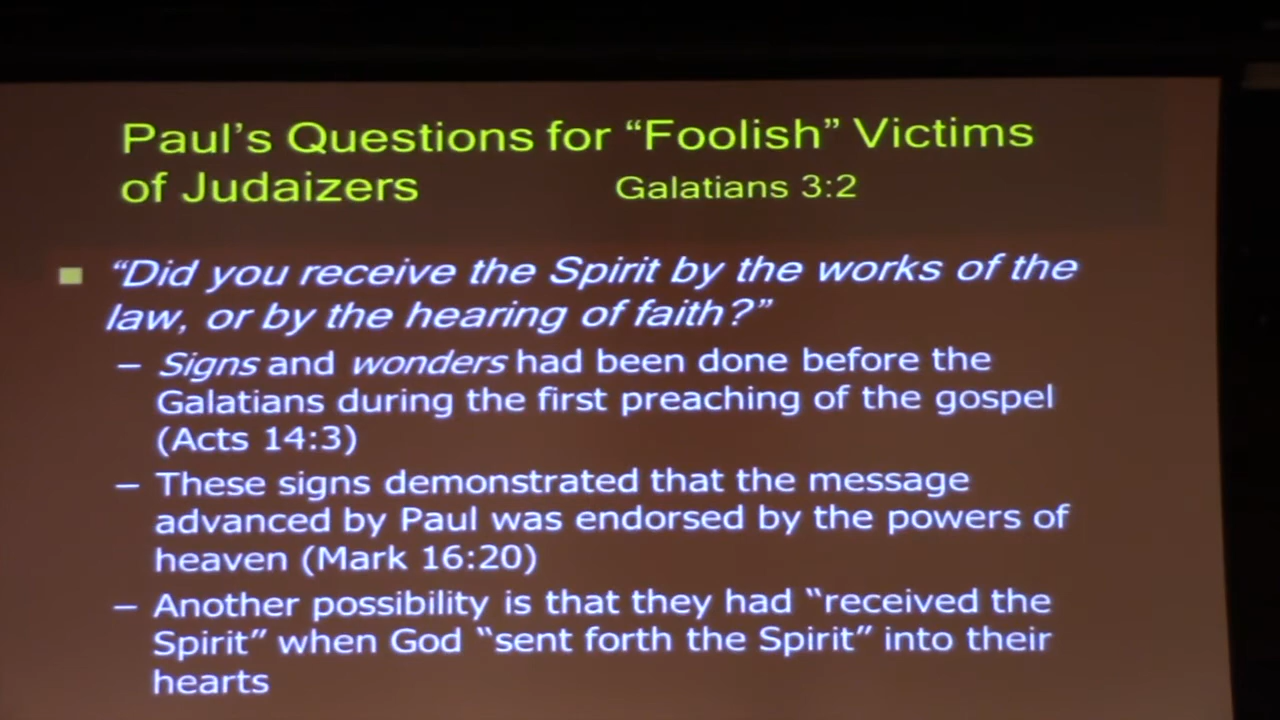 Paul's Questions for “Foolish” Victims
of Judaizers Galatians 3:2
“Did you receive the Spirit by the works of the
law, or by the hearing of faith?”
– Signs and wonders had been done before the
Galatians during the first preaching of the gospel
(Acts 14:3)
– These signs demonstrated that the message
advanced by Paul was endorsed by the powers of
heaven (Mark 16:20)
– Another possibility is that they had “received the
Spirit” when God “sent forth the Spirit” into their
hearts